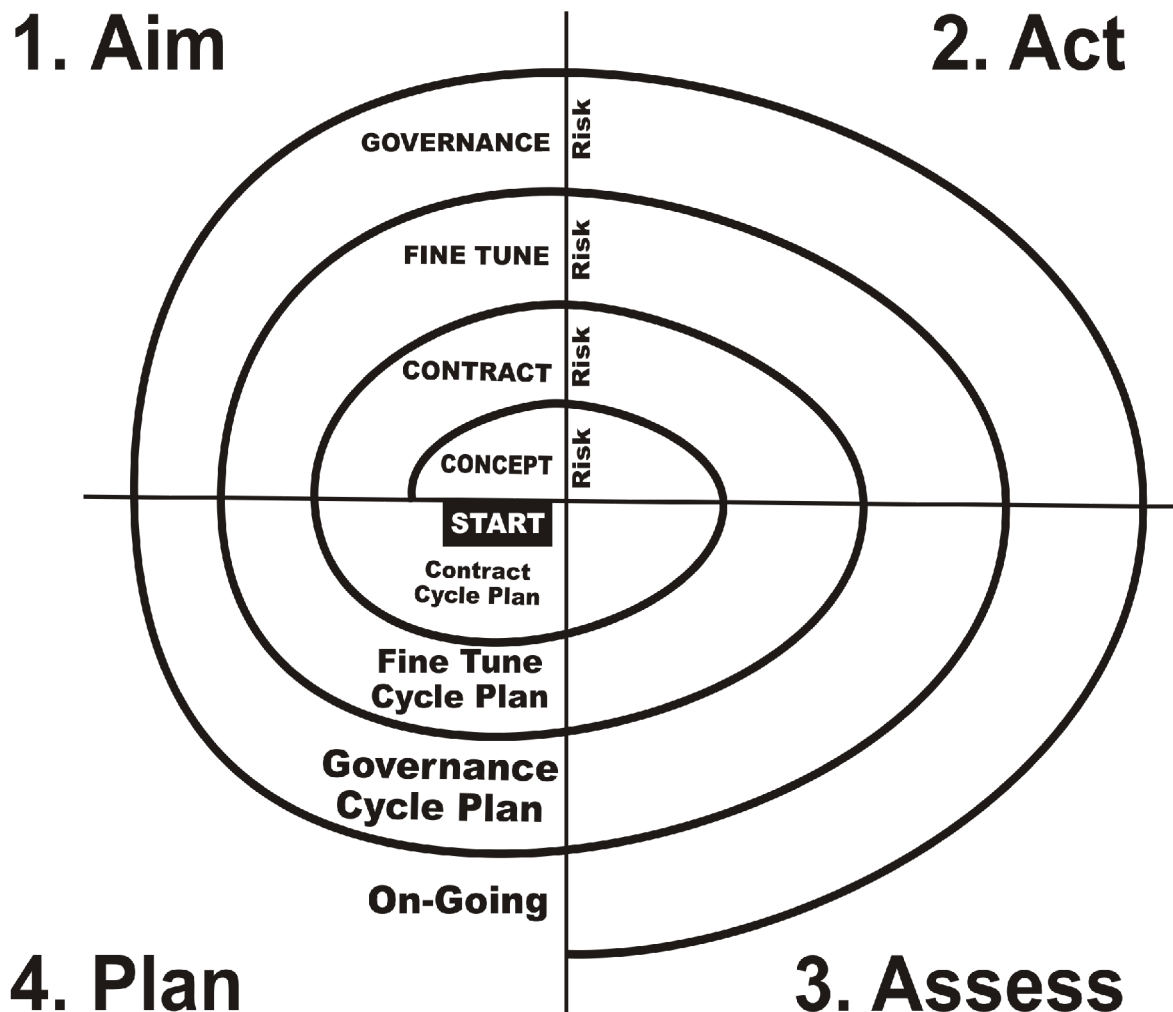 1. Aim
2. Act
GOVERNANCE
Risk
FINE TUNE
Risk
CONTRACT
Risk
CONCEPT
Risk
START
Contract
Cycle Plan
Fine Tune
Cycle Plan
Governance
Cycle Plan
On-Going
4. Plan
3. Assess